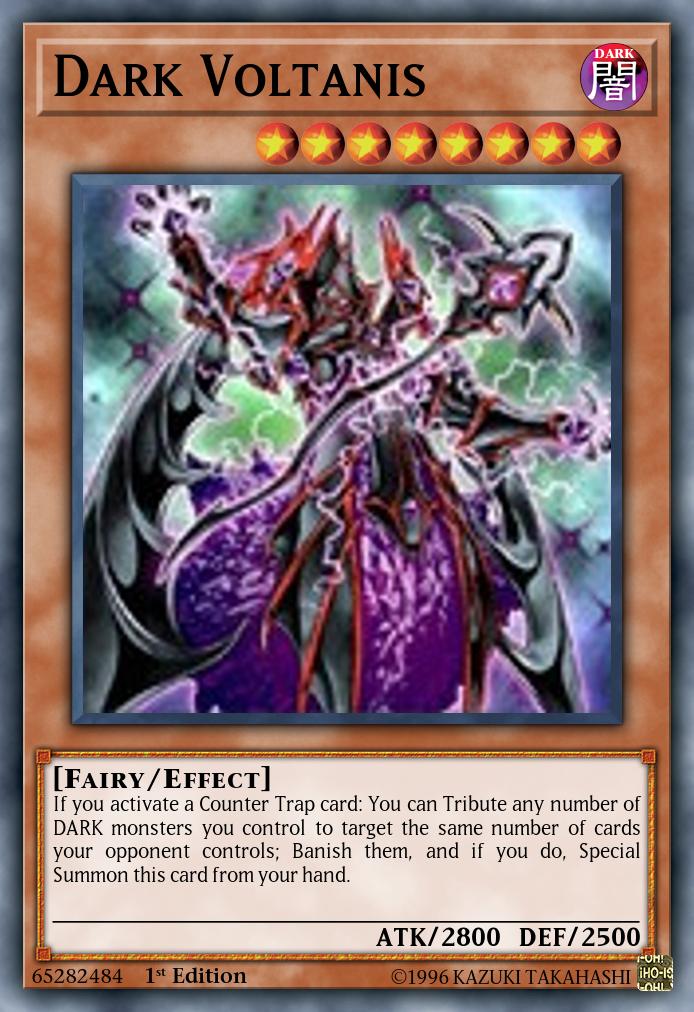 Dark Voltanis
DARK
闇
[Fairy/Effect]
If you activate a Counter Trap card: You can Tribute any number of
DARK monsters you control to target the same number of cards
your opponent controls; Banish them, and if you do, Special
Summon this card from your hand.
ATK/2800 DEF/2500
65282484 1st Edition ©1996 KAZUKI TAKAHASHI